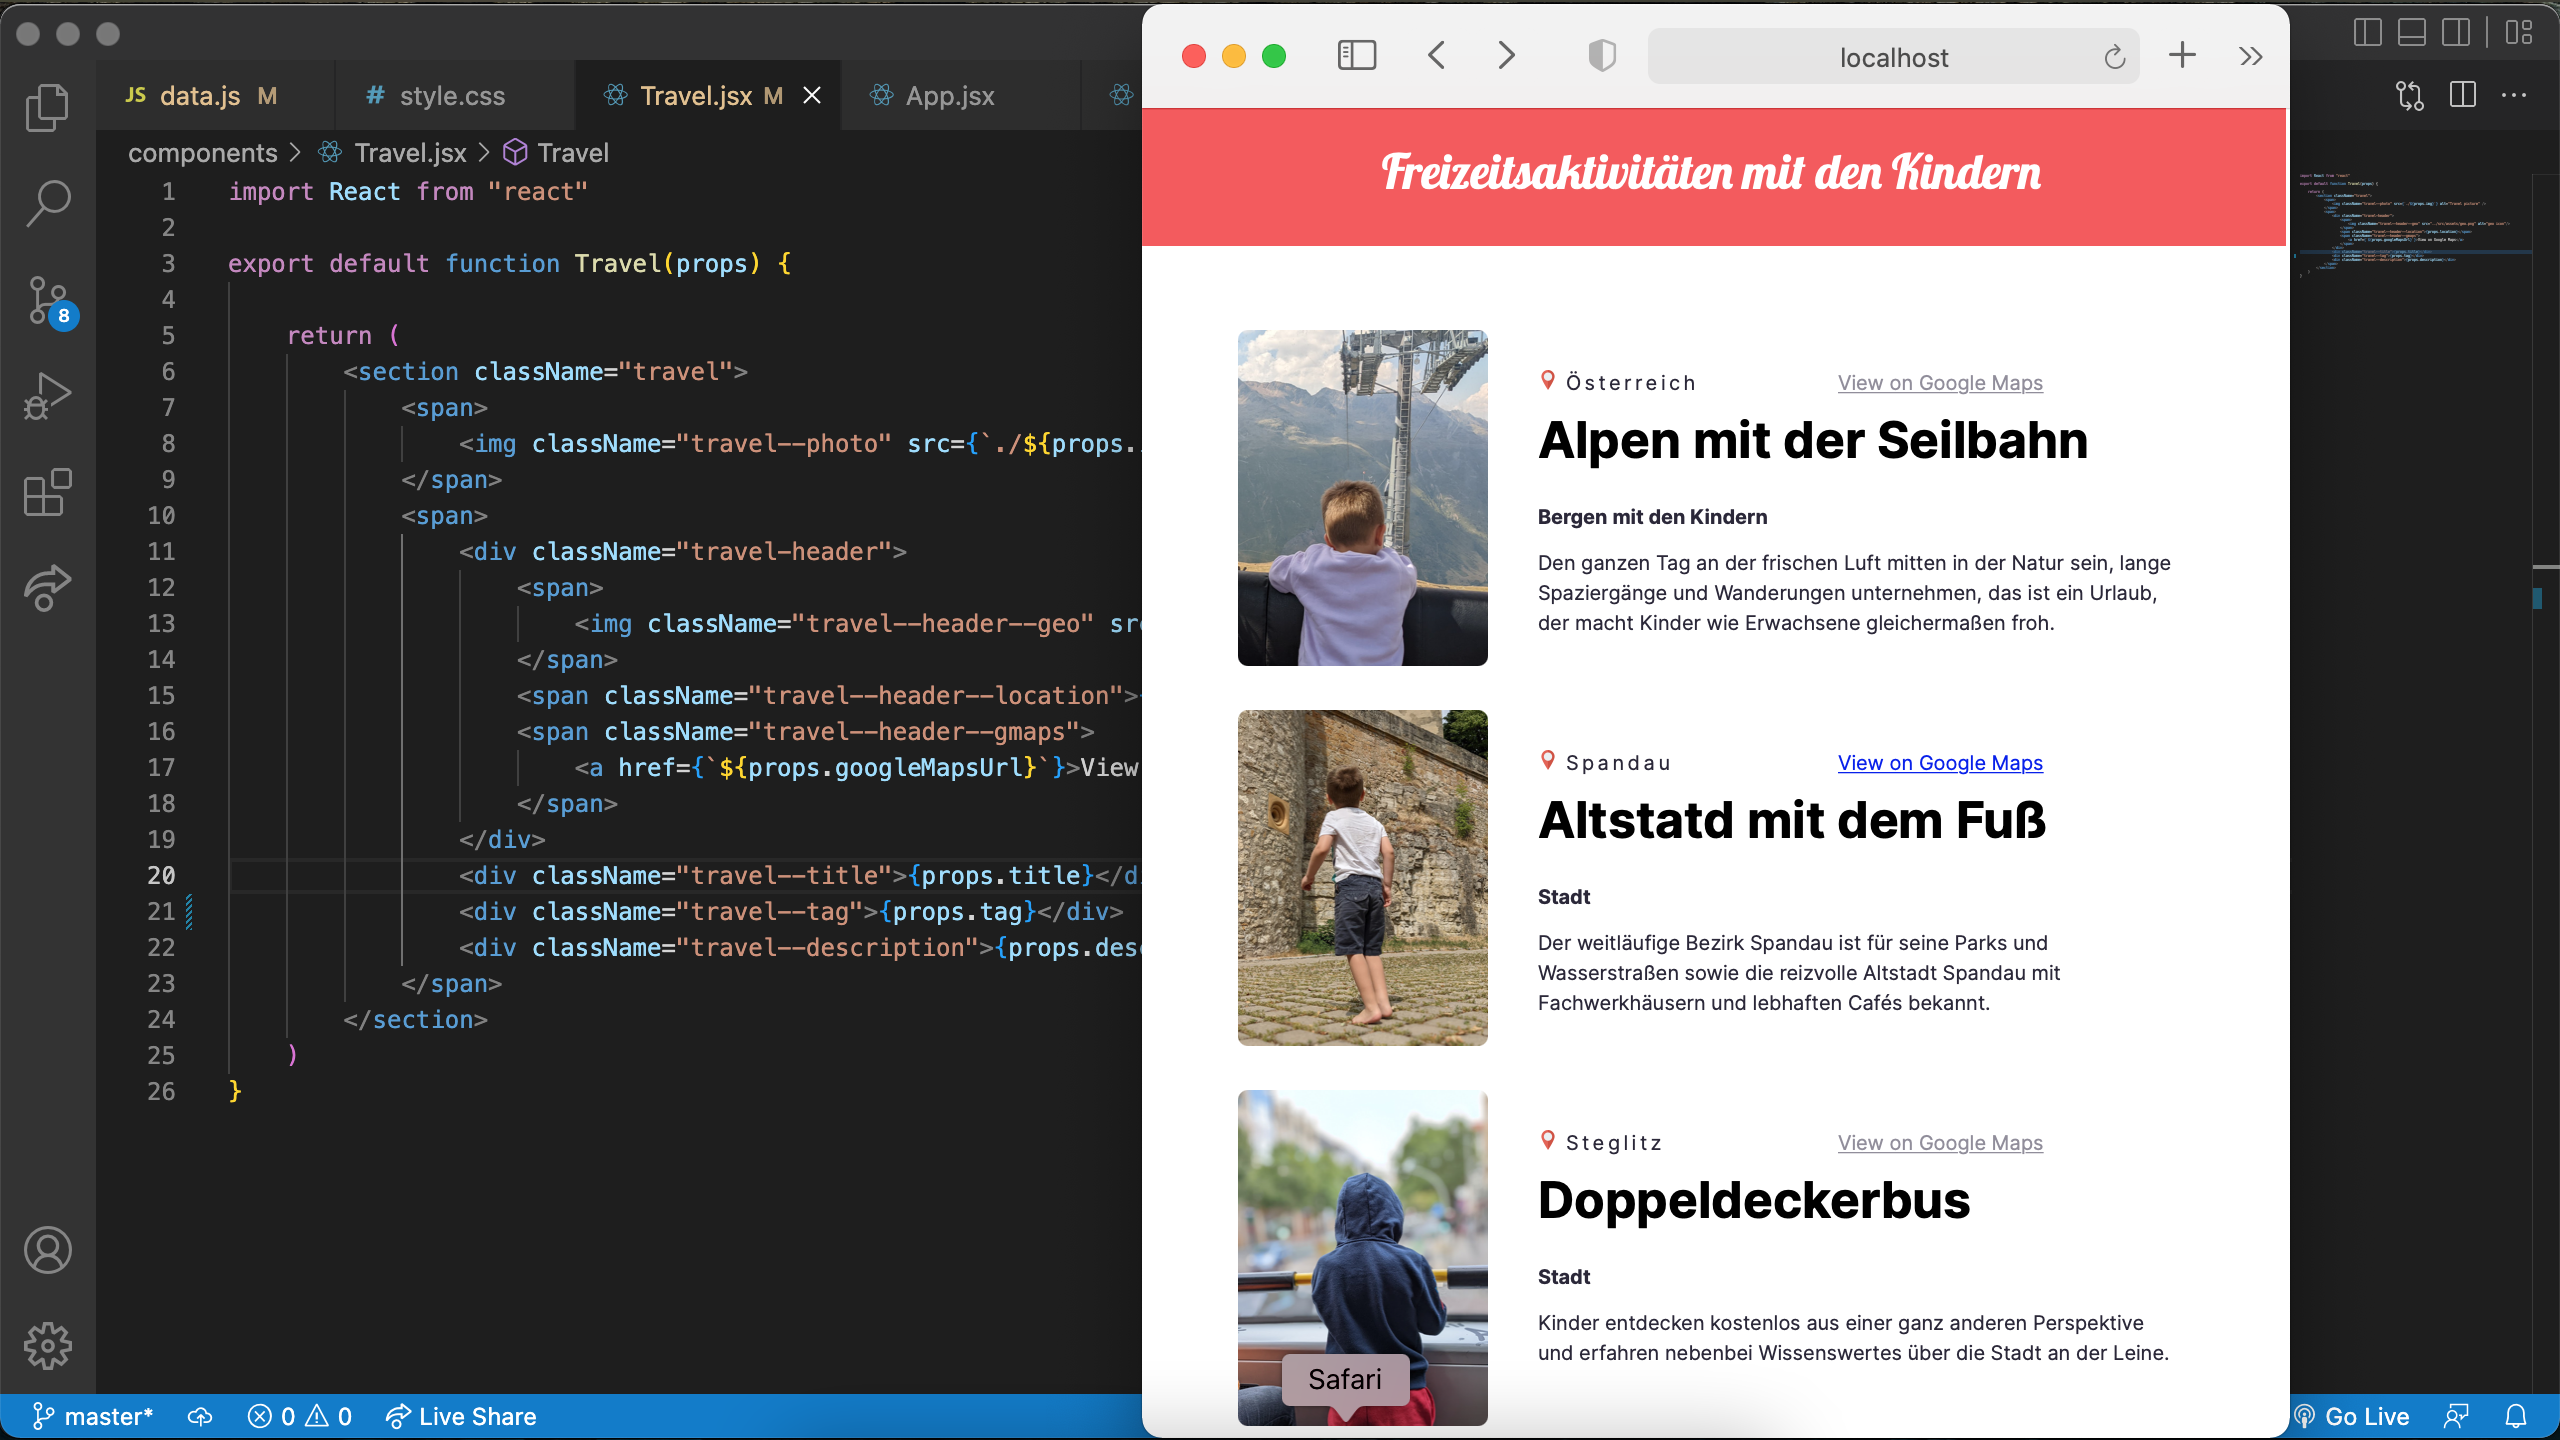 JS data.js M
# style.css
Travel.jsx M
App.jsx
components > Travel.jsx > Travel
1 import React from "react"
2
3 export default function Travel(props) {
4
5 return (
6 <section className="travel">
7 <span>
8 <img className="travel--photo" src={`./${props.
9 </span>
10 <span>
11 <div className="travel-header">
12 <span>
13 <img className="travel--header--geo" src
14 </span>
15 <span className="travel--header--location">
16 <span className="travel--header--gmaps">
17 <a href={`${props.googleMapsUrl}`}>View
18 </span>
19 </div>
20 <div className="travel--title">{props.title}</d
21 <div className="travel--tag">{props.tag}</div>
22 <div className="travel--description">{props.des
23 </span>
24 </section>
25 )
26 }
8
master*
0 0
Live Share
localhost
Freizeitsaktivitäten mit den Kindern
Österreich View on Google Maps
Alpen mit der Seilbahn
Bergen mit den Kindern
Den ganzen Tag an der frischen Luft mitten in der Natur sein, lange
Spaziergänge und Wanderungen unternehmen, das ist ein Urlaub,
der macht Kinder wie Erwachsene gleichermaßen froh.
Spandau View on Google Maps
Altstatd mit dem Fuß
Stadt
Der weitläufige Bezirk Spandau ist für seine Parks und
Wasserstraßen sowie die reizvolle Altstadt Spandau mit
Fachwerkhäusern und lebhaften Cafés bekannt.
Steglitz View on Google Maps
Doppeldeckerbus
Stadt
Kinder entdecken kostenlos aus einer ganz anderen Perspektive
und erfahren nebenbei Wissenswertes über die Stadt an der Leine.
Safari
Go Live